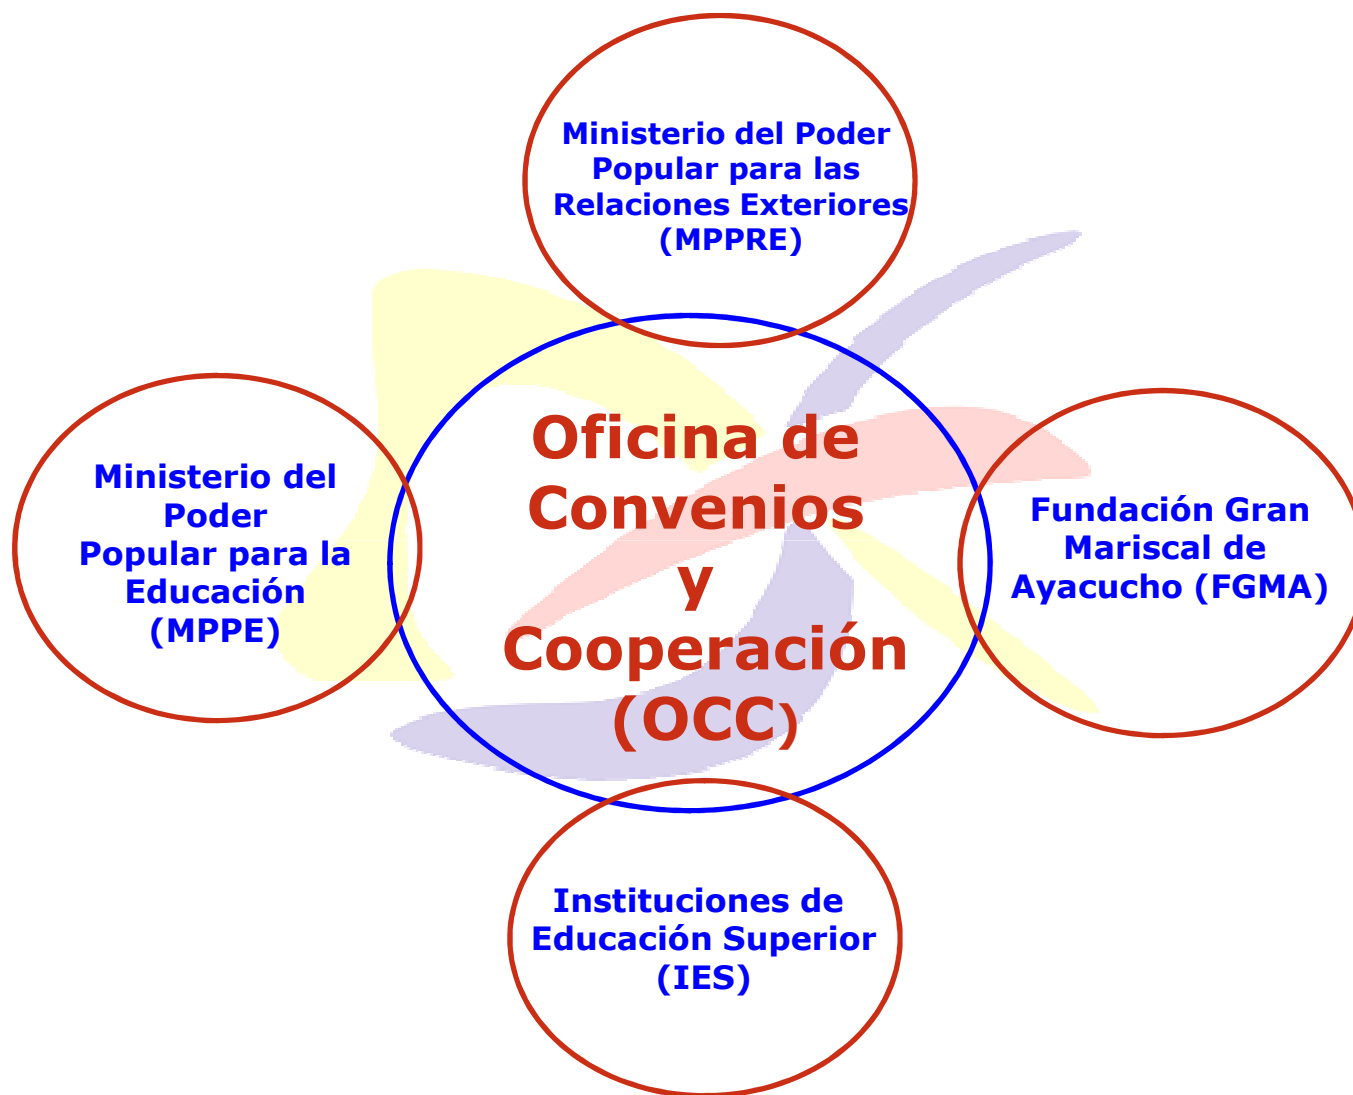 Ministerio del Poder
Popular para las
Relaciones Exteriores
(MPPRE)
Ministerio del
Poder
Popular para la
Educación
(MPPE)
Oficina de
Convenios
y
Cooperación
(OCC)
Fundación Gran
Mariscal de
Ayacucho (FGMA)
Instituciones de
Educación Superior
(IES)